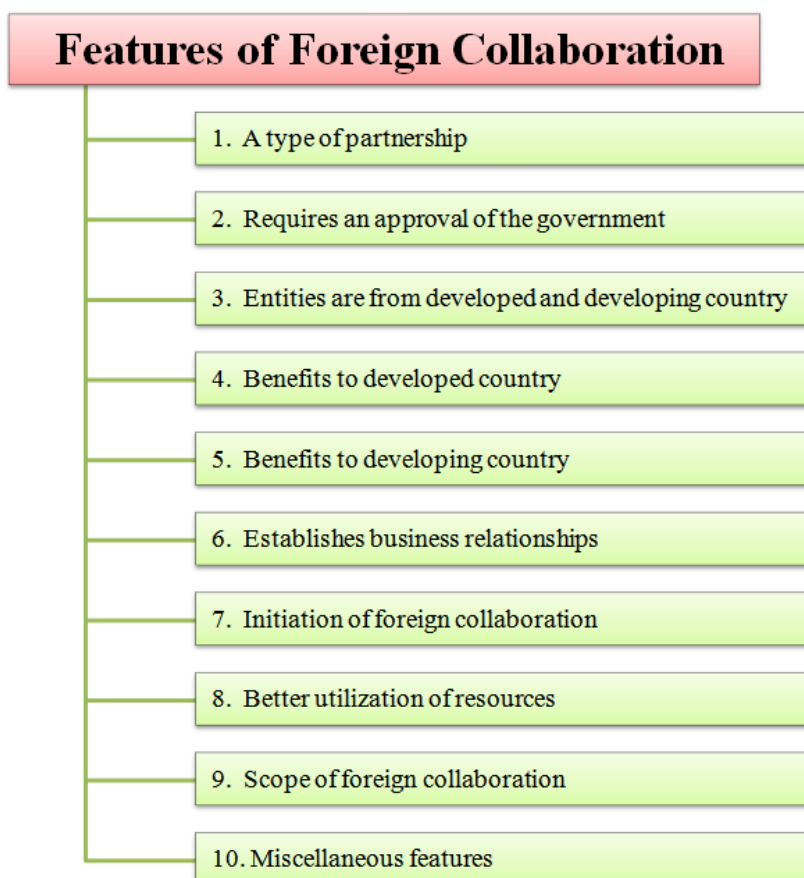 Features of Foreign Collaboration
1. A type of partnership
2. Requires an approval of the government
3. Entities are from developed and developing country
4. Benefits to developed country
5. Benefits to developing country
6. Establishes business relationships
7. Initiation of foreign collaboration
8. Better utilization of resources
9. Scope of foreign collaboration
10. Miscellaneous features